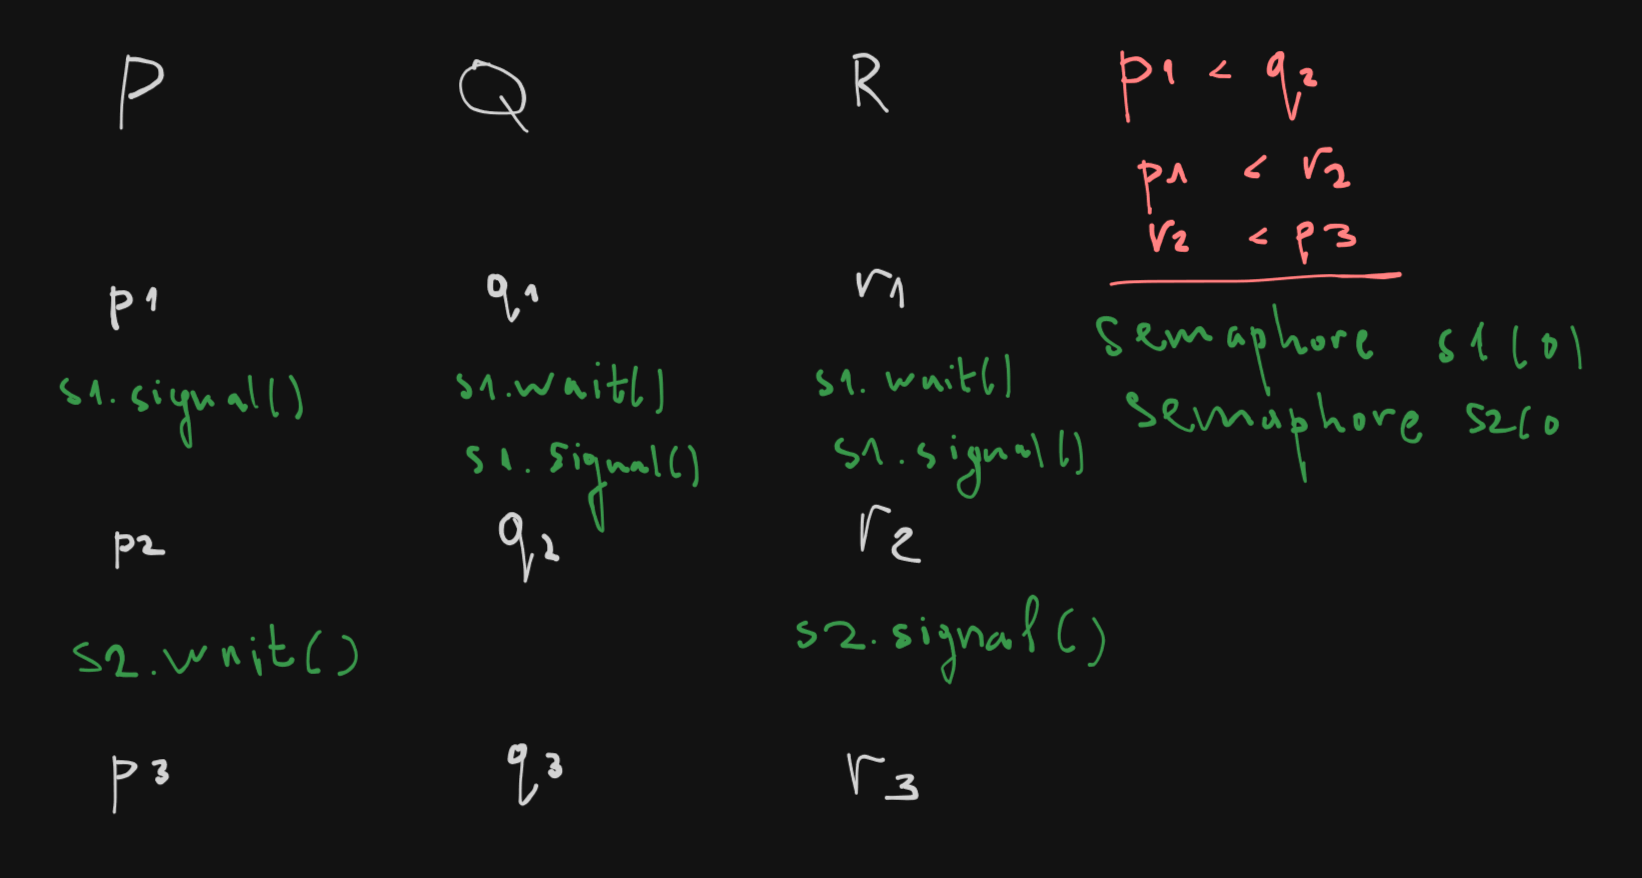 P Q R p1 < q2
p1 < r2
r2 < p3
p1 q1 r1
semaphore s1(0)
s1.signal() s1.wait() s1.wait()
semaphore s2(0
s1.signal() s1.signal()
p2 q2 r2
s2.wait() s2.signal()
p3 q3 r3